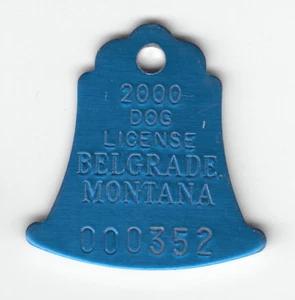 2000
DOG
LICENSE
BELGRADE
MONTANA
000352